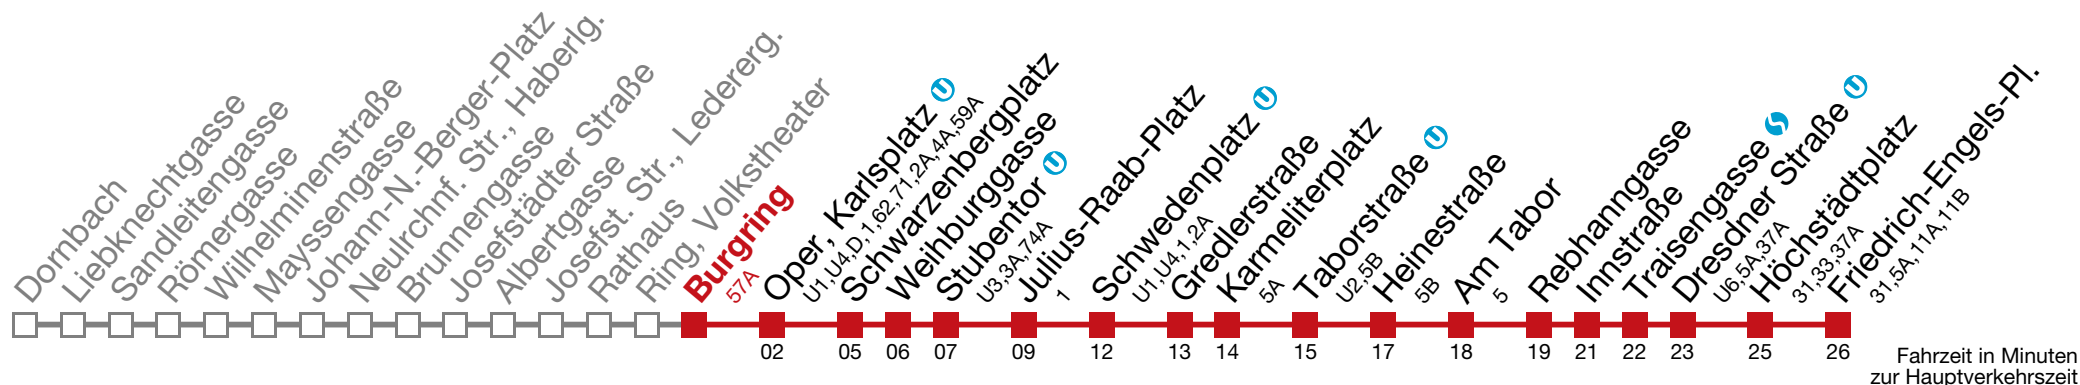 Dornbach
Liebknechtgasse
Sandleitengasse
Römergasse
Wilhelminenstraße
Mayssengasse
Johann-N.-Berger-Platz
Neulrchnf. Str., Haberlg.
Brunnengasse
Josefstädter Straße
Albertgasse
Josefst. Str., Ledererg.
Rathaus
Ring, Volkstheater
Burgring
57A
Oper, Karlsplatz U
U1,U4,D,1,62,71,2A,4A,59A
Schwarzenbergplatz
Weihburggasse
Stubentor U
U3,3A,74A
Julius-Raab-Platz
1
Schwedenplatz U
U1,U4,1,2A
Gredlerstraße
Karmeliterplatz
5A
Taborstraße U
U2,5B
Heinestraße
5B
Am Tabor
5
Rebhanngasse
Innstraße
Traisengasse S
Dresdner Straße U
U6,5A,37A
Höchstädtplatz
31,33,37A
Friedrich-Engels-Pl.
31,5A,11A,11B
02 05 06 07 09 12 13 14 15 17 18 19 21 22 23 25 26
Fahrzeit in Minuten
zur Hauptverkehrszeit